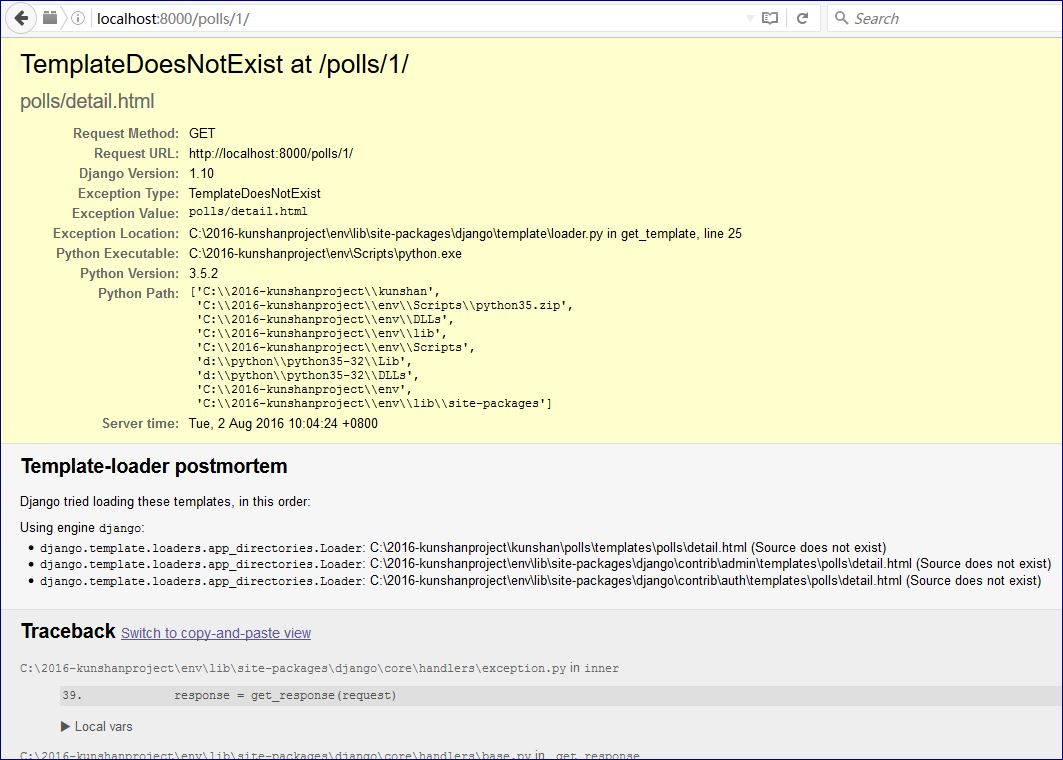 localhost:8000/polls/1/
Search
TemplateDoesNotExist at /polls/1/
polls/detail.html
Request Method: GET
Request URL: http://localhost:8000/polls/1/
Django Version: 1.10
Exception Type: TemplateDoesNotExist
Exception Value: polls/detail.html
Exception Location: C:\2016-kunshanproject\env\lib\site-packages\django\template\loader.py in get_template, line 25
Python Executable: C:\2016-kunshanproject\env\Scripts\python.exe
Python Version: 3.5.2
Python Path: ['C:\\2016-kunshanproject\\kunshan',
'C:\\2016-kunshanproject\\env\\Scripts\\python35.zip',
'C:\\2016-kunshanproject\\env\\DLLs',
'C:\\2016-kunshanproject\\env\\lib',
'C:\\2016-kunshanproject\\env\\Scripts',
'd:\\python\\python35-32\\Lib',
'd:\\python\\python35-32\\DLLs',
'C:\\2016-kunshanproject\\env',
'C:\\2016-kunshanproject\\env\\lib\\site-packages']
Server time: Tue, 2 Aug 2016 10:04:24 +0800
Template-loader postmortem
Django tried loading these templates, in this order:
Using engine django:
• django.template.loaders.app_directories.Loader: C:\2016-kunshanproject\kunshan\polls\templates\polls\detail.html (Source does not exist)
• django.template.loaders.app_directories.Loader: C:\2016-kunshanproject\env\lib\site-packages\django\contrib\admin\templates\polls\detail.html (Source does not exist)
• django.template.loaders.app_directories.Loader: C:\2016-kunshanproject\env\lib\site-packages\django\contrib\auth\templates\polls\detail.html (Source does not exist)
Traceback Switch to copy-and-paste view
C:\2016-kunshanproject\env\lib\site-packages\django\core\handlers\exception.py in inner
39. response = get_response(request)
▶ Local vars
C:\2016-kunshanproject\env\lib\site-packages\django\core\handlers\base.py in _get_response